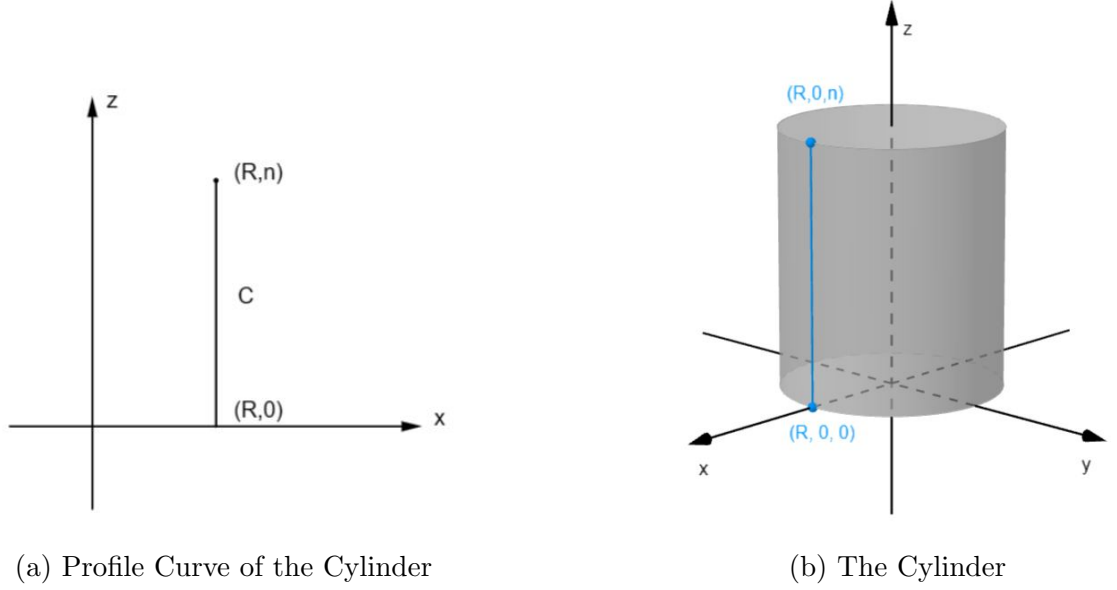 z
(R,n)
C
(R,0)
x
(a) Profile Curve of the Cylinder
z
(R,0,n)
(R, 0, 0)
x
y
(b) The Cylinder